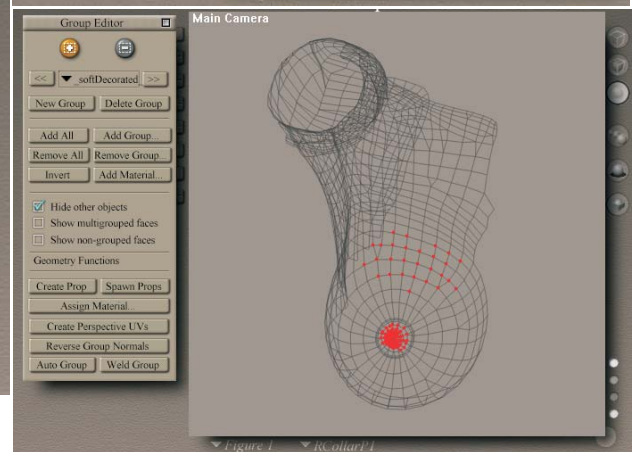 Group Editor
Main Camera
<< _softDecorated_ >>
New Group Delete Group
Add All Add Group...
Remove All Remove Group...
Invert Add Material...
Hide other objects
Show multigrouped faces
Show non-grouped faces
Geometry Functions
Create Prop Spawn Props
Assign Material...
Create Perspective UVs
Reverse Group Normals
Auto Group Weld Group
Figure 1 RCollarP1